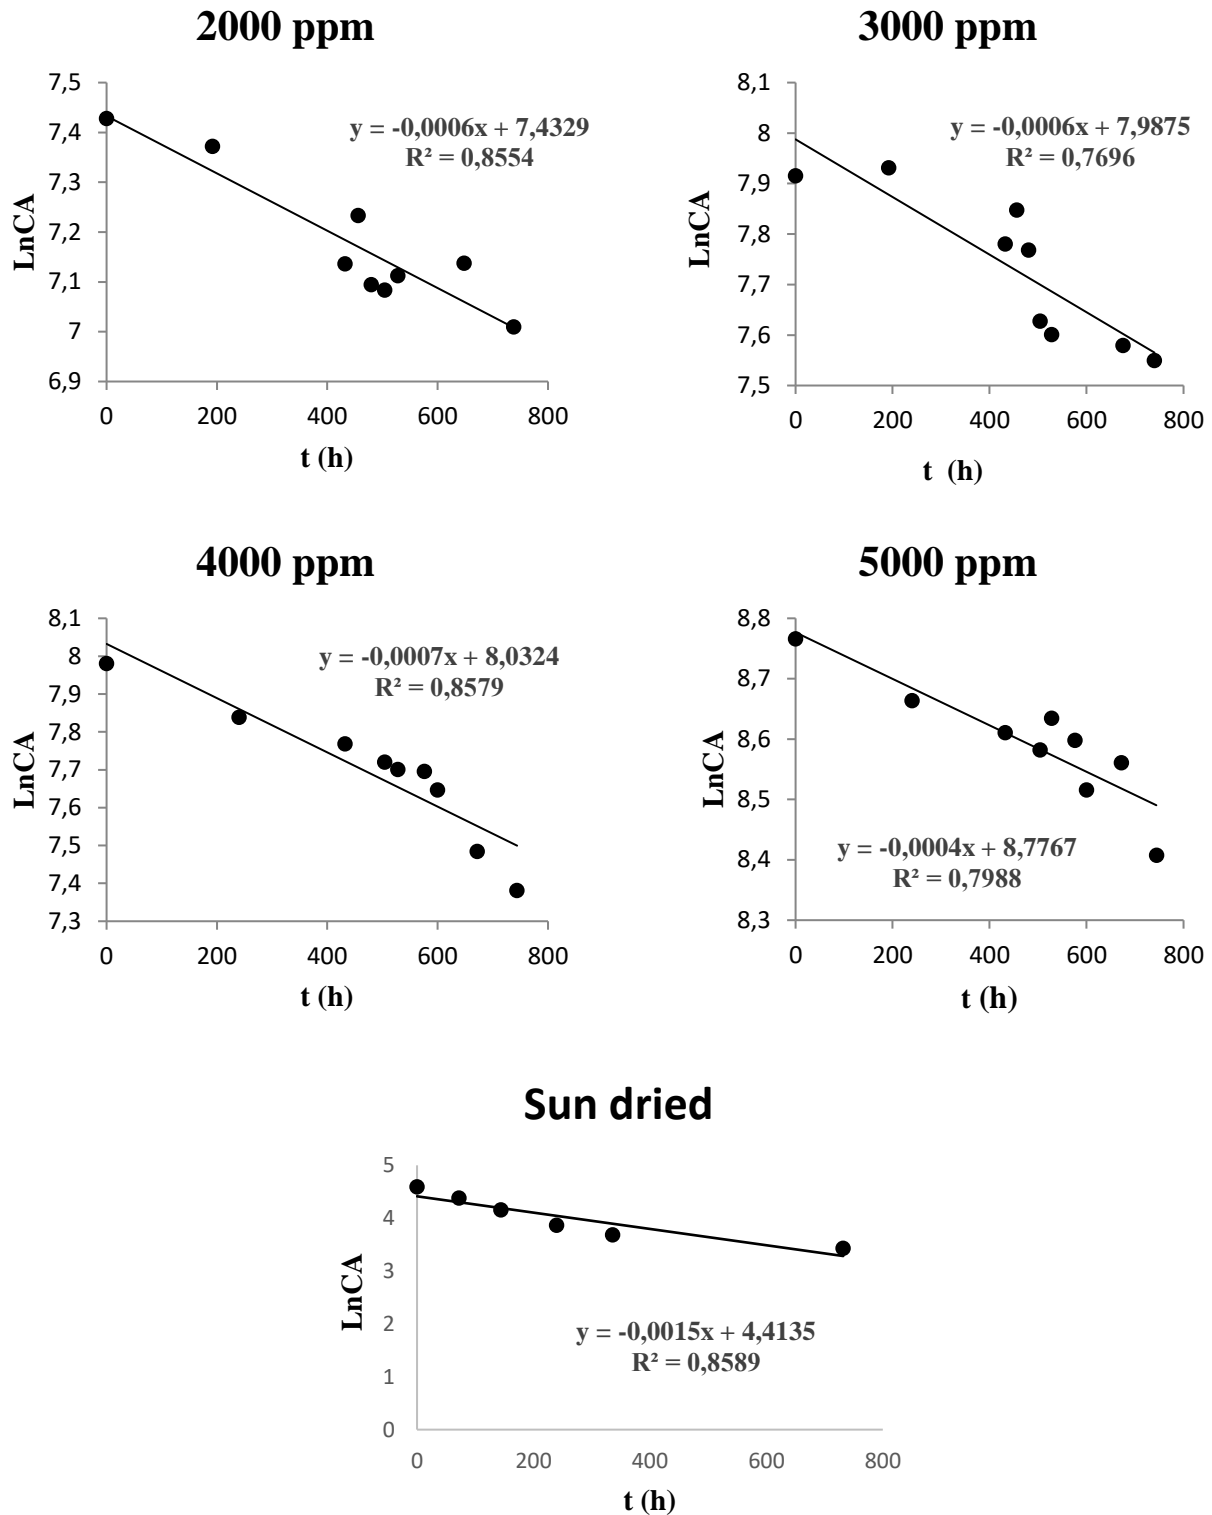 2000 ppm
7,5
7,4
7,3
7,2
7,1
7
6,9
LnCA
y = -0,0006x + 7,4329
R² = 0,8554
0 200 400 600 800
t (h)
3000 ppm
8,1
8
7,9
7,8
7,7
7,6
7,5
LnCA
y = -0,0006x + 7,9875
R² = 0,7696
0 200 400 600 800
t (h)
4000 ppm
8,1
8
7,9
7,8
7,7
7,6
7,5
7,4
7,3
LnCA
y = -0,0007x + 8,0324
R² = 0,8579
0 200 400 600 800
t (h)
5000 ppm
8,8
8,7
8,6
8,5
8,4
8,3
LnCA
y = -0,0004x + 8,7767
R² = 0,7988
0 200 400 600 800
t (h)
Sun dried
5
4
3
2
1
0
LnCA
y = -0,0015x + 4,4135
R² = 0,8589
0 200 400 600 800
t (h)